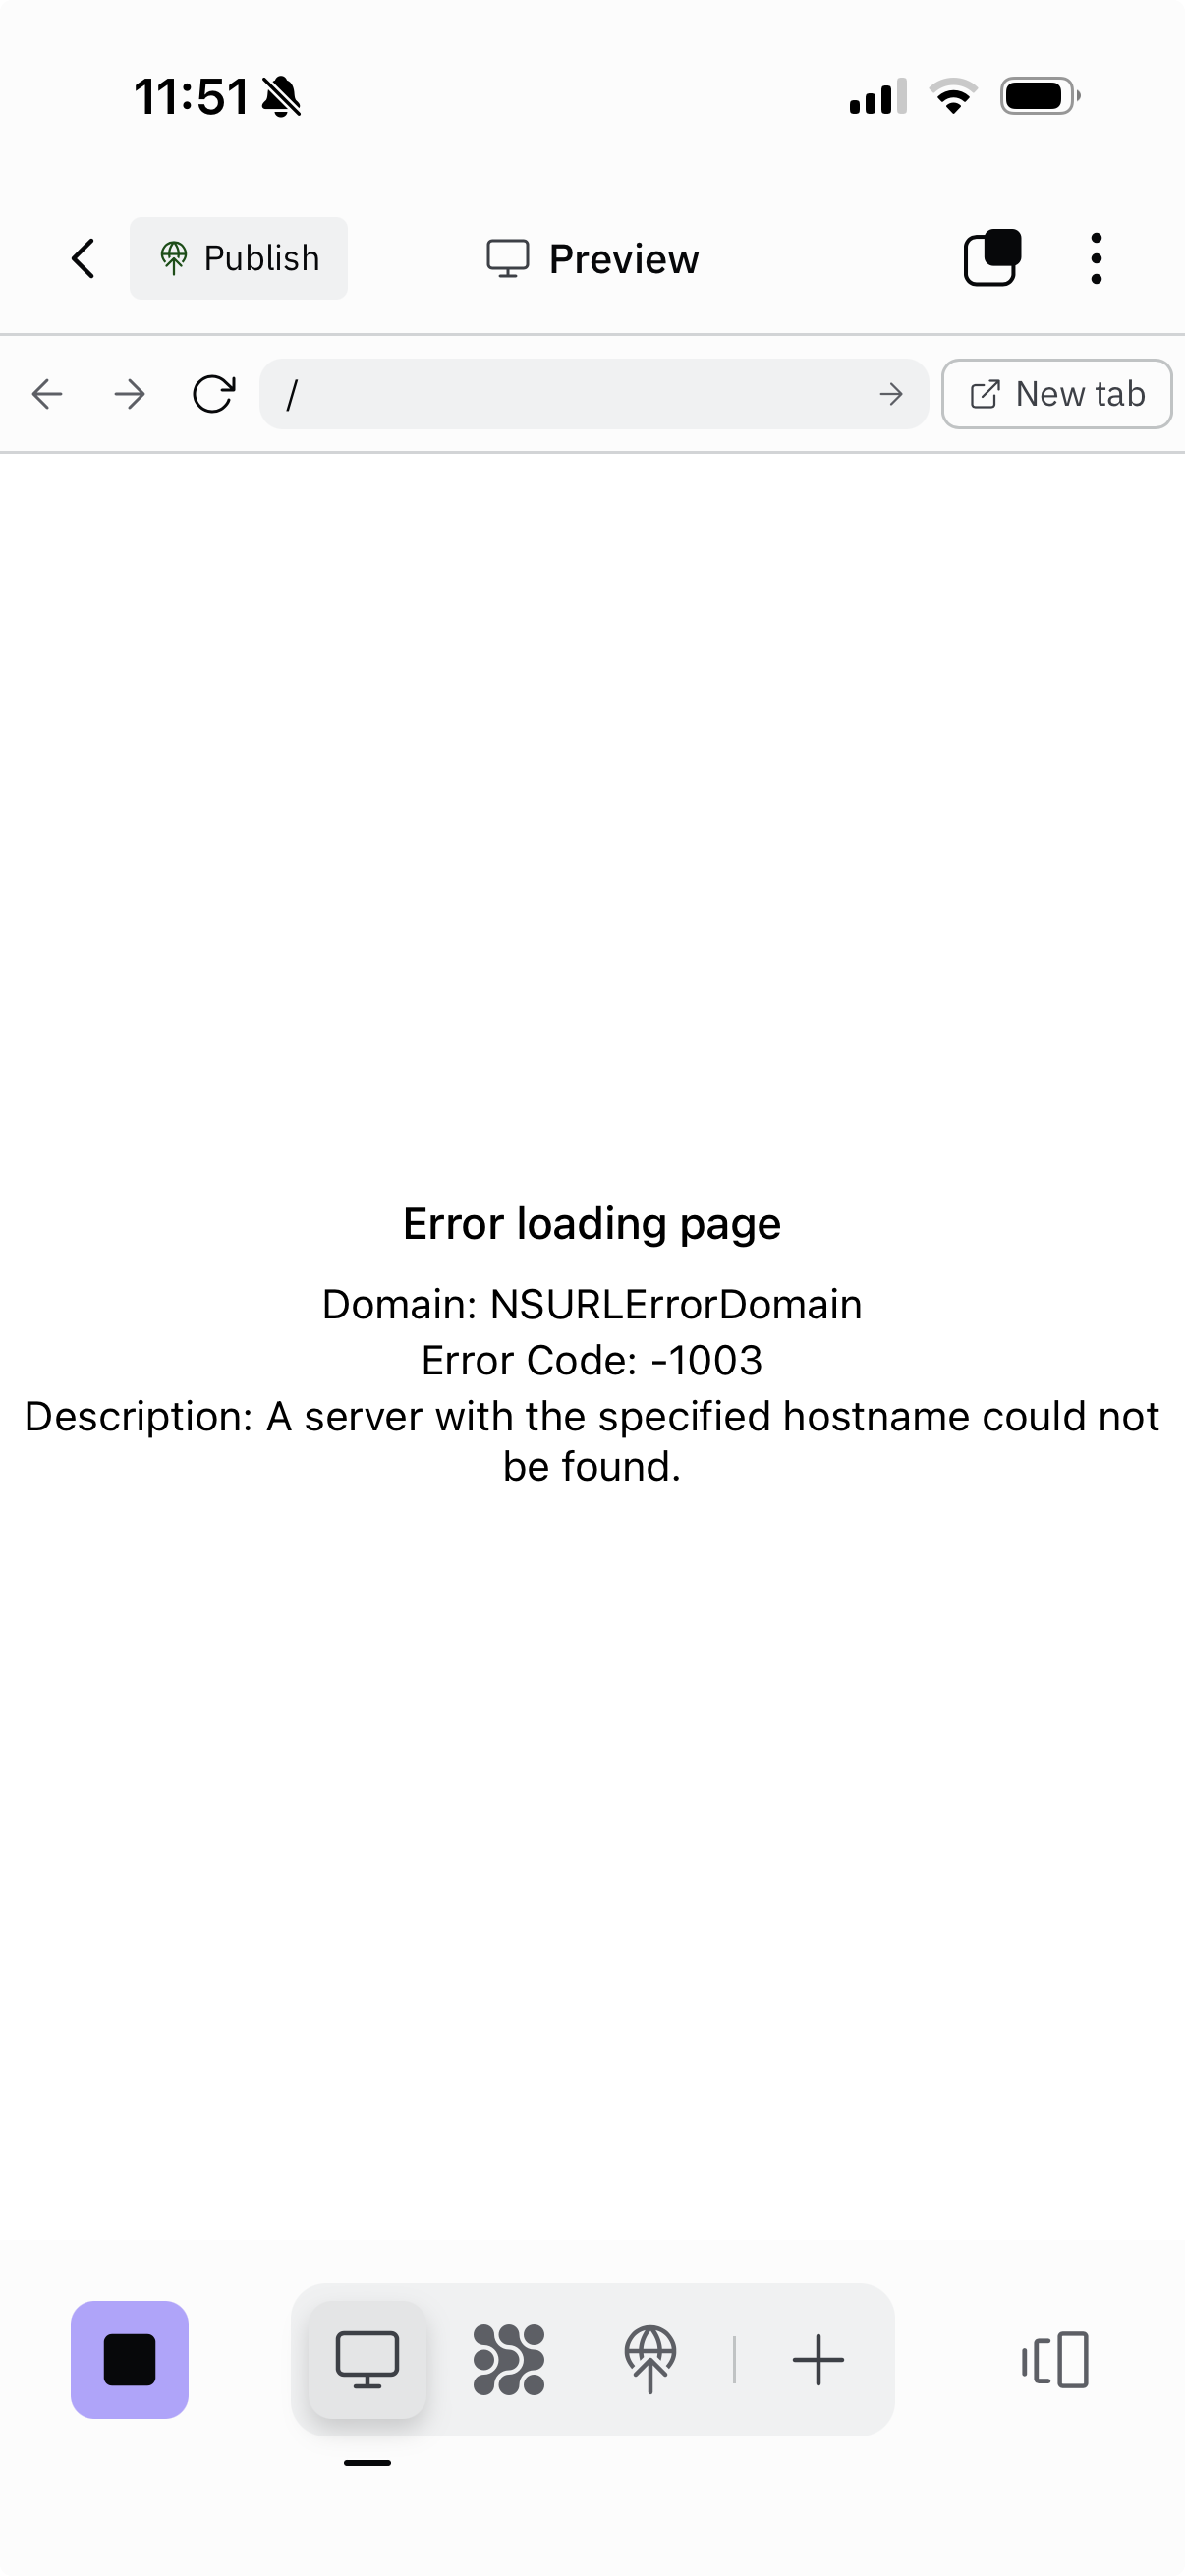 11:51
Publish
Preview
/
New tab
Error loading page
Domain: NSURLErrorDomain
Error Code: -1003
Description: A server with the specified hostname could not
be found.